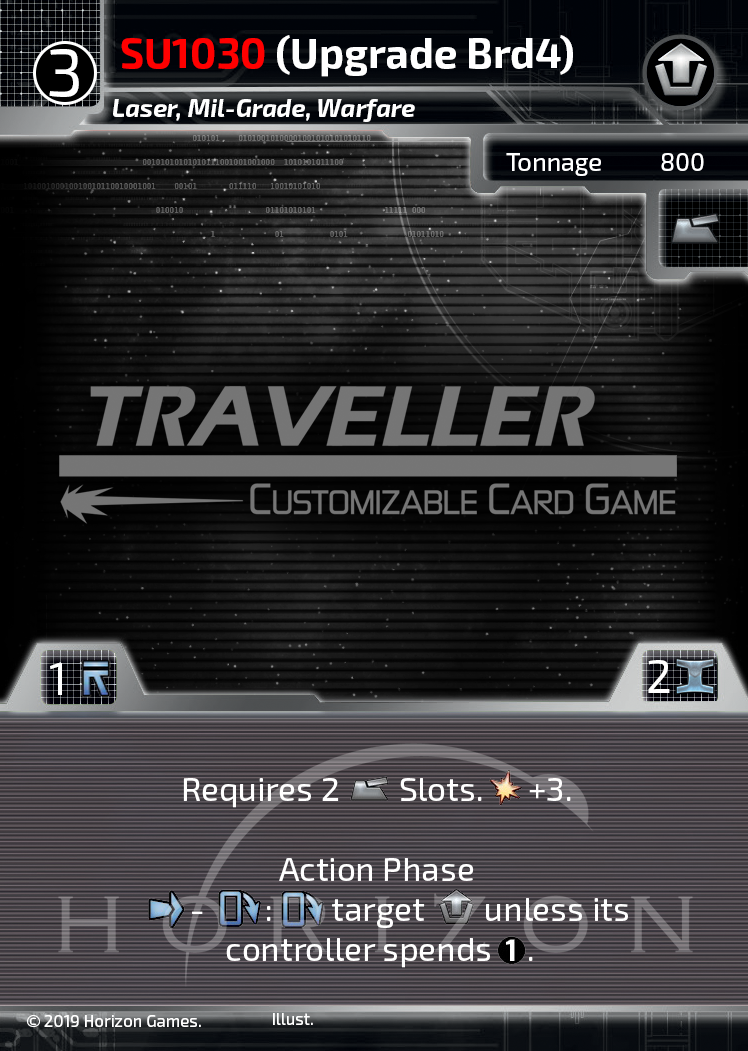 3
SU1030 (Upgrade Brd4)
Laser, Mil-Grade, Warfare
Tonnage 800
TRAVELLER
CUSTOMIZABLE CARD GAME
1
2
Requires 2 Slots. +3.
Action Phase
- : target unless its
controller spends 1.
HORIZON
© 2019 Horizon Games. Illust.